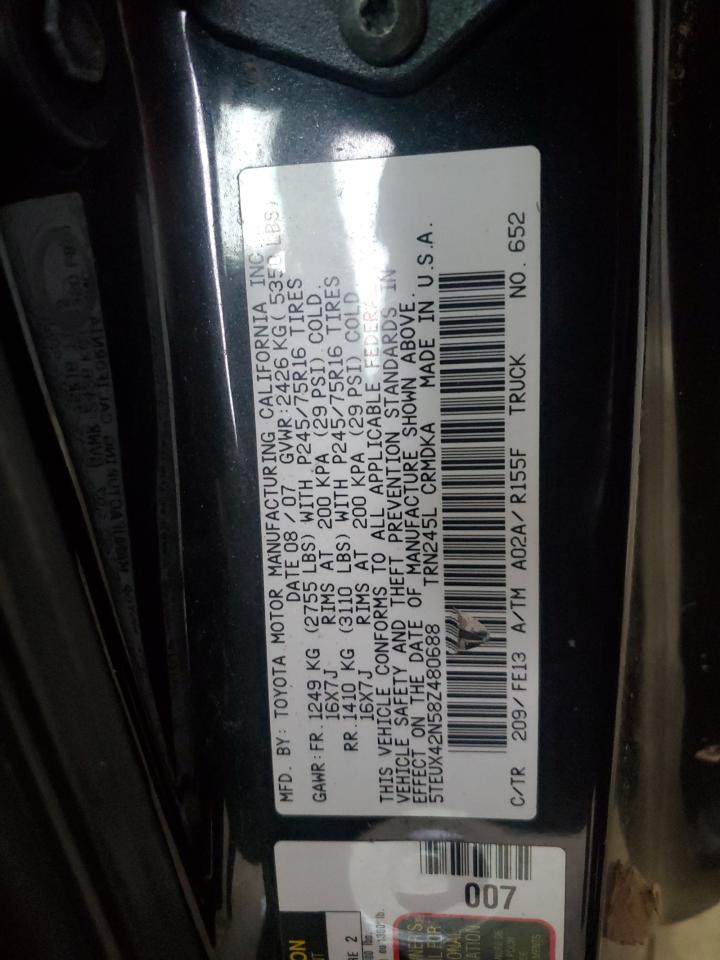 MFD. BY: TOYOTA MOTOR MANUFACTURING CALIFORNIA INC.
DATE 08 / 07 GVWR: 2426 KG( 5350 LBS)
GAWR: FR. 1249 KG (2755 LBS) WITH P245/75R16 TIRES
16X7J RIMS AT 200 KPA (29 PSI) COLD.
RR. 1410 KG (3110 LBS) WITH P245/75R16 TIRES
16X7J RIMS AT 200 KPA (29 PSI) COLD
THIS VEHICLE CONFORMS TO ALL APPLICABLE FEDERAL
VEHICLE SAFETY AND THEFT PREVENTION STANDARDS IN
EFFECT ON THE DATE OF MANUFACTURE SHOWN ABOVE.
5TEUX42N58Z480688 TRN245L CRMDKA MADE IN U.S.A.
C/TR 209/ FE13 A/TM A02A/ R155F TRUCK NO. 652
007